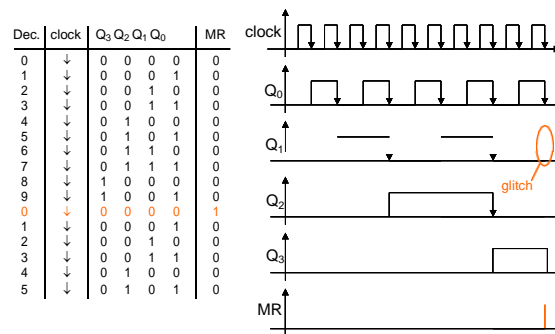 Dec. clock Q3 Q2 Q1 Q0 MR
0 ↓ 0 0 0 0 0
1 ↓ 0 0 0 1 0
2 ↓ 0 0 1 0 0
3 ↓ 0 0 1 1 0
4 ↓ 0 1 0 0 0
5 ↓ 0 1 0 1 0
6 ↓ 0 1 1 0 0
7 ↓ 0 1 1 1 0
8 ↓ 1 0 0 0 0
9 ↓ 1 0 0 1 0
0 ↓ 0 0 0 0 1
1 ↓ 0 0 0 1 0
2 ↓ 0 0 1 0 0
3 ↓ 0 0 1 1 0
4 ↓ 0 1 0 0 0
5 ↓ 0 1 0 1 0
clock
Q0
Q1
glitch
Q2
Q3
MR